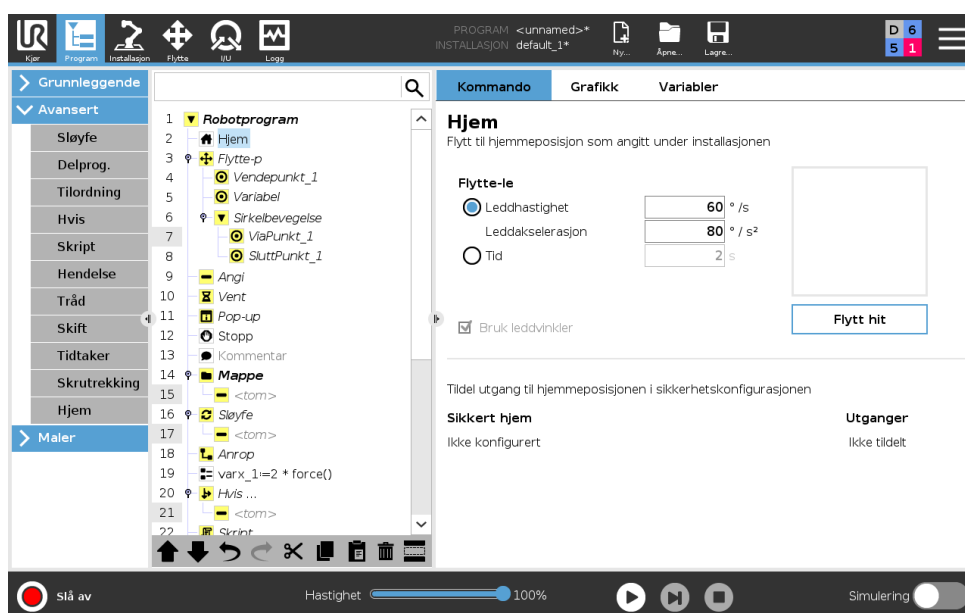 PROGRAM <unnamed>*
INSTALLASJON default_1*
D 6
5 1
Kjør Program Installasjon Flytte I/U Logg Ny... Åpne... Lagre...
Grunnleggende
Avansert
Sløyfe
Delprog.
Tilordning
Hvis
Skript
Hendelse
Tråd
Skift
Tidtaker
Skrutrekking
Hjem
Maler
1 Robotprogram
2 Hjem
3 Flytte-p
4 Vendepunkt_1
5 Variabel
6 Sirkelbevegelse
7 ViaPunkt_1
8 SluttPunkt_1
9 Angi
10 Vent
11 Pop-up
12 Stopp
13 Kommentar
14 Mappe
15 <tom>
16 Sløyfe
17 <tom>
18 Anrop
19 varx_1:=2 * force()
20 Hvis ...
21 <tom>
22 Skript
Kommando Grafikk Variabler
Hjem
Flytt til hjemmeposisjon som angitt under installasjonen
Flytte-le
Leddhastighet 60 ° /s
Leddakselerasjon 80 ° / s²
Tid 2 s
Bruk leddvinkler
Flytt hit
Tildel utgang til hjemmeposisjonen i sikkerhetskonfigurasjonen
Sikkert hjem Utganger
Ikke konfigurert Ikke tildelt
Slå av Hastighet 100% Simulering